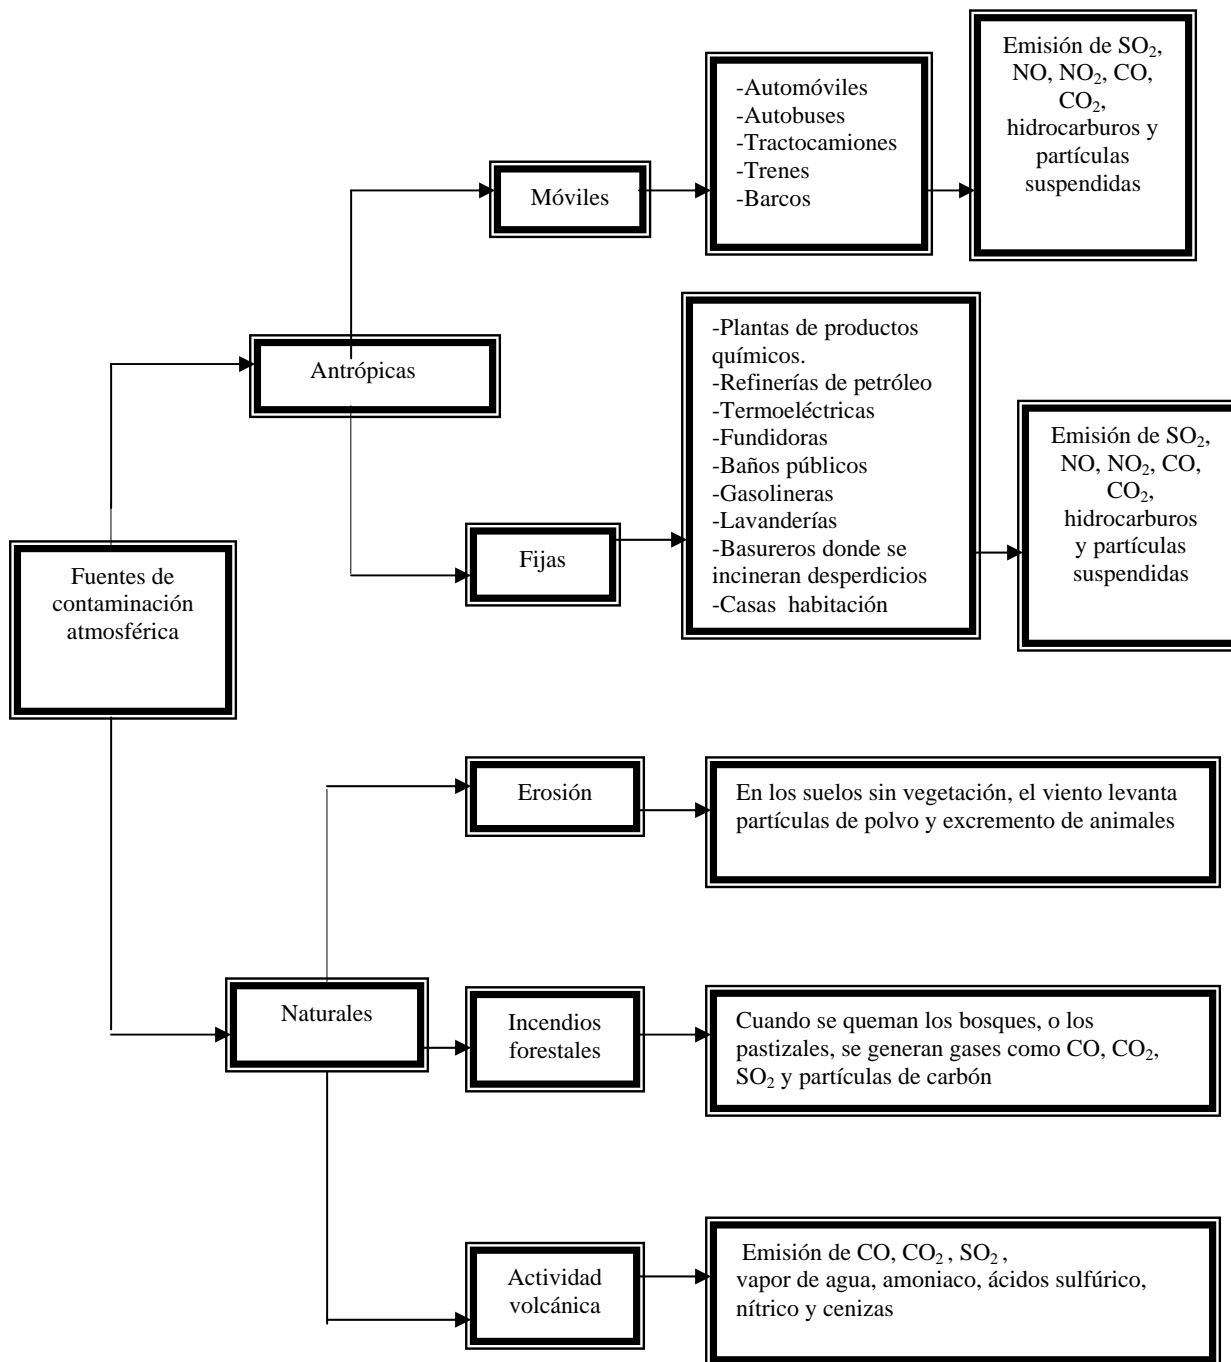 Fuentes de
contaminación
atmosférica
Antrópicas
Móviles
-Automóviles
-Autobuses
-Tractocamiones
-Trenes
-Barcos
Emisión de SO₂,
NO, NO₂, CO,
CO₂,
hidrocarburos y
partículas
suspendidas
Fijas
-Plantas de productos
químicos.
-Refinerías de petróleo
-Termoeléctricas
-Fundidoras
-Baños públicos
-Gasolineras
-Lavanderías
-Basureros donde se
incineran desperdicios
-Casas habitación
Emisión de SO₂,
NO, NO₂, CO,
CO₂,
hidrocarburos
y partículas
suspendidas
Naturales
Erosión
En los suelos sin vegetación, el viento levanta
partículas de polvo y excremento de animales
Incendios
forestales
Cuando se queman los bosques, o los
pastizales, se generan gases como CO, CO₂,
SO₂ y partículas de carbón
Actividad
volcánica
Emisión de CO, CO₂ , SO₂ ,
vapor de agua, amoniaco, ácidos sulfúrico,
nítrico y cenizas